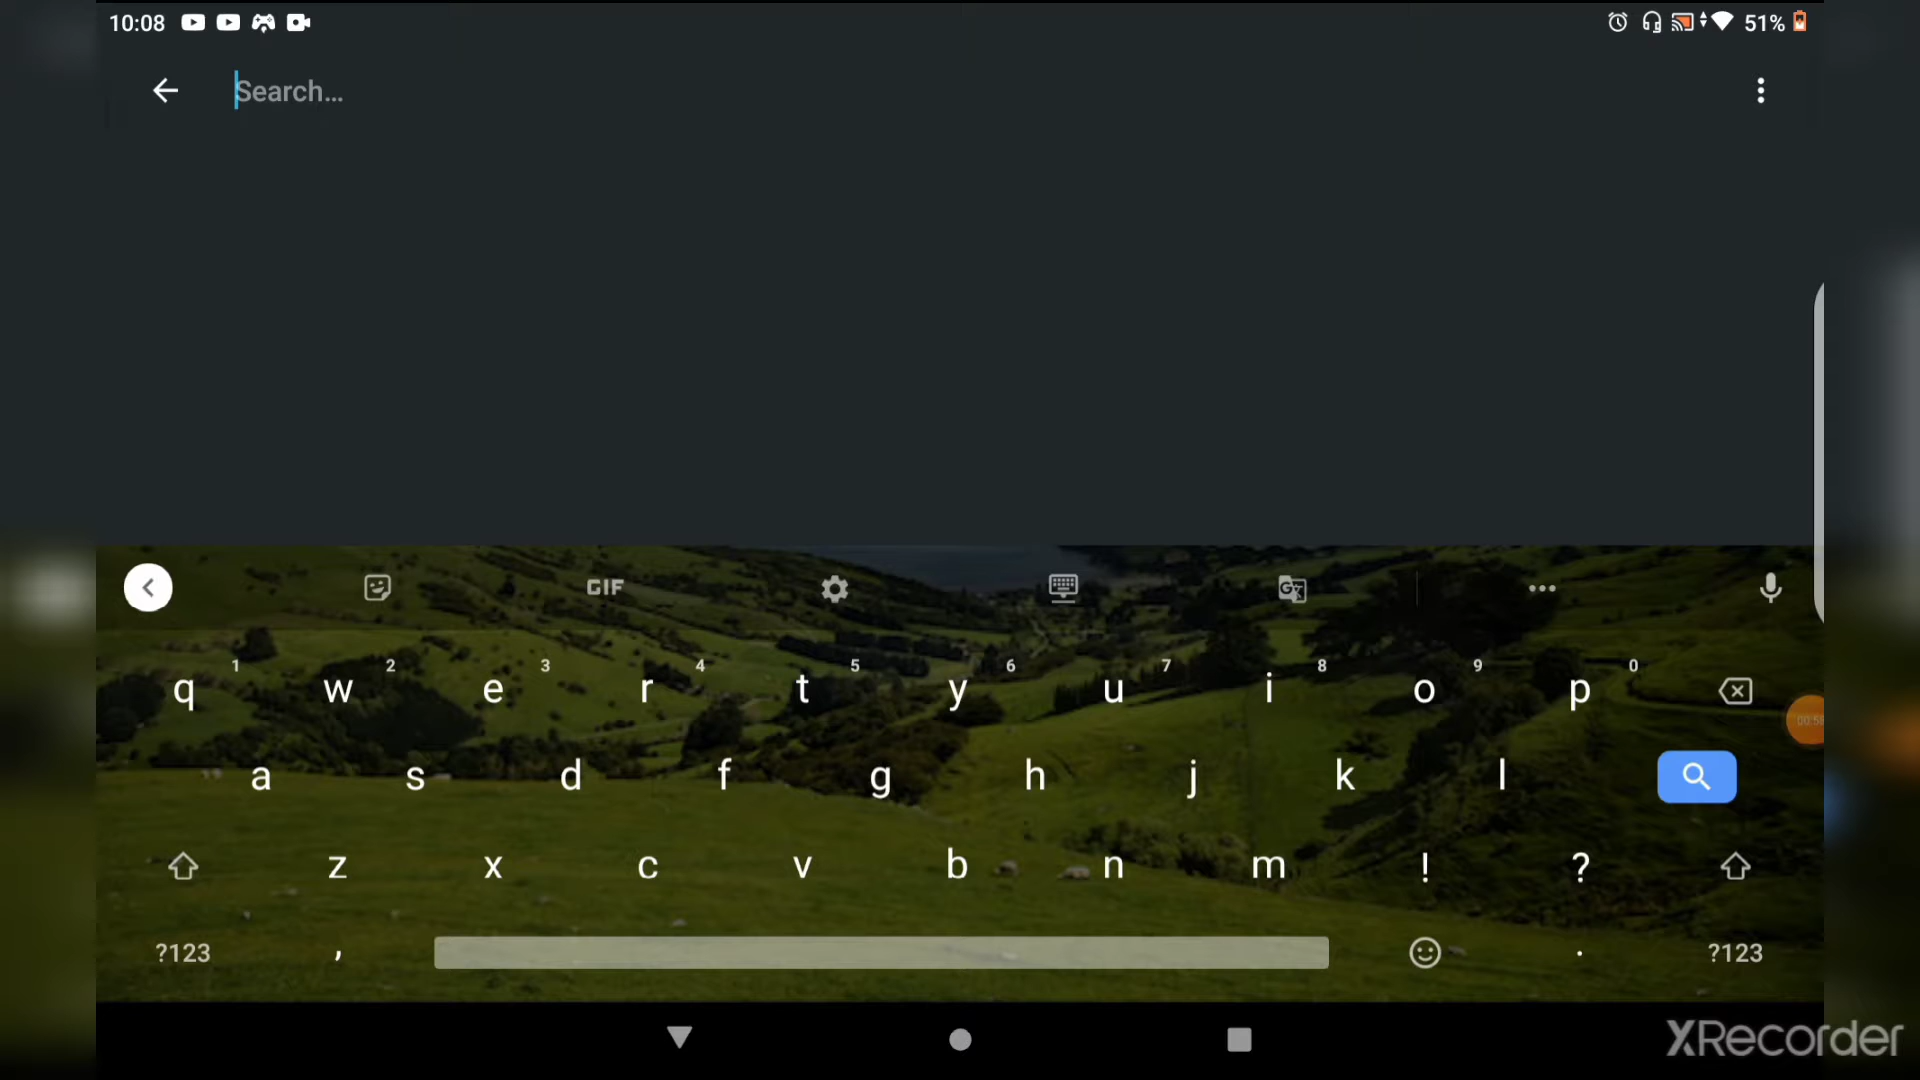 10:08 51%
Search...
GIF
1 2 3 4 5 6 7 8 9 0
q w e r t y u i o p
a s d f g h j k l
z x c v b n m ! ?
?123 , . ?123
XRecorder